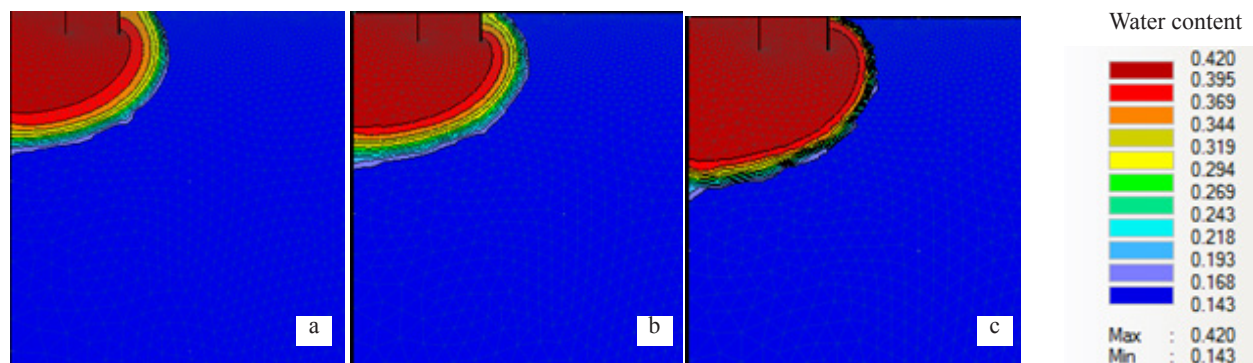 Water content
0.420
0.395
0.369
0.344
0.319
0.294
0.269
0.243
0.218
0.193
0.168
0.143
Max : 0.420
Min : 0.143
a
b
c